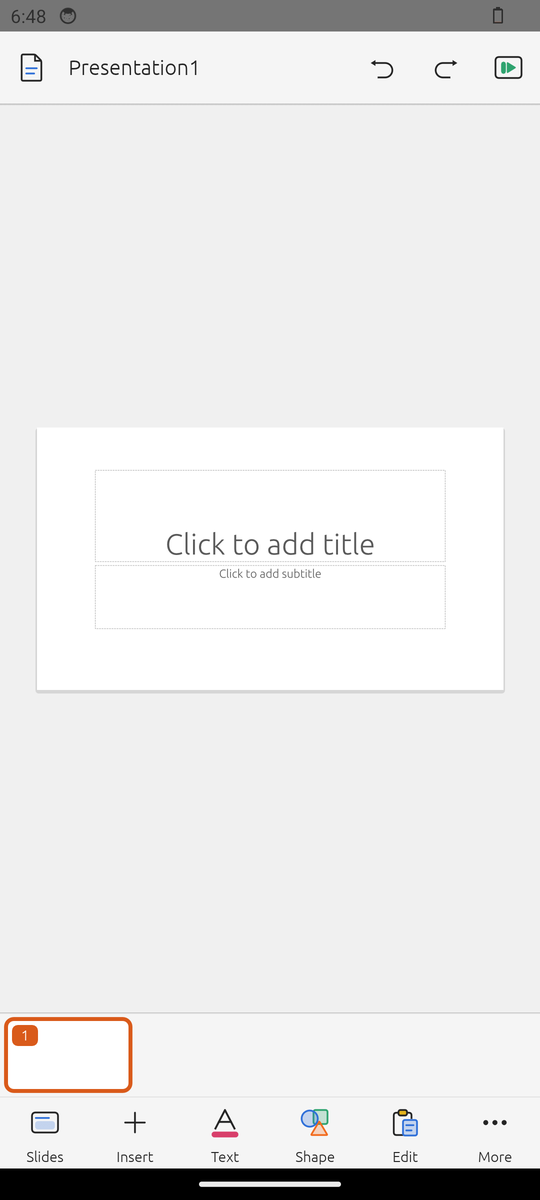 6:48
Presentation1
Click to add title
Click to add subtitle
1
Slides
Insert
Text
Shape
Edit
More